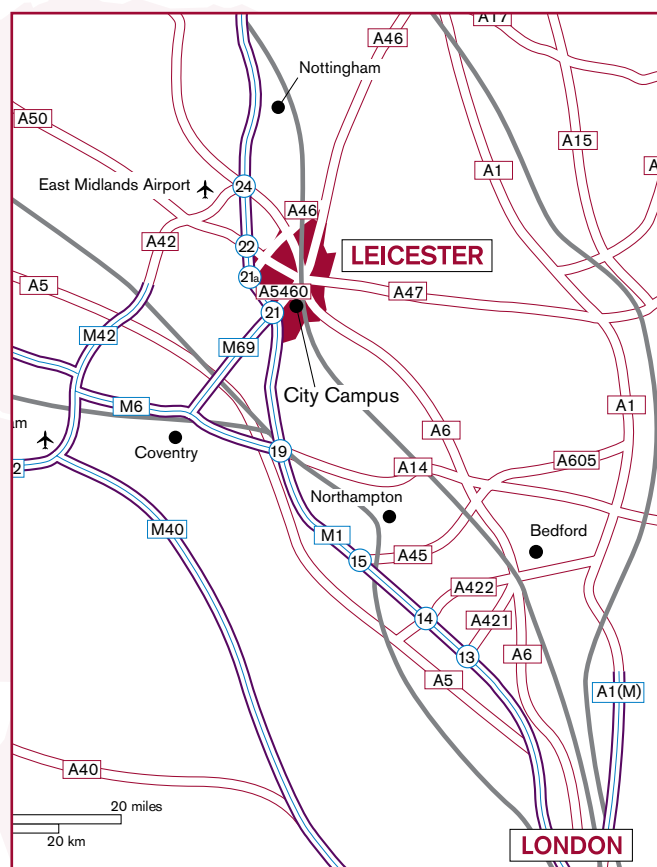 A17
A46
Nottingham
A50
A15
A1
East Midlands Airport
24
A46
A42
22
LEICESTER
21a
A5
A5460
A47
21
M42
M69
City Campus
M6
A1
A6
Coventry
19
A14
A605
Northampton
M40
M1
Bedford
15
A45
A422
14
A421
13
A6
A5
A1(M)
A40
20 miles
20 km
LONDON